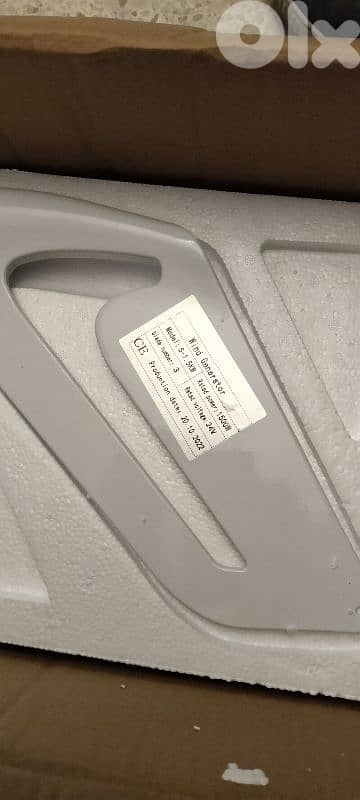 Olx
Wind Generator
Model: S-1.5KW Rated power: 1500W
blade number: 3 Rated voltage 24V
CE Production date: 20.10.2022